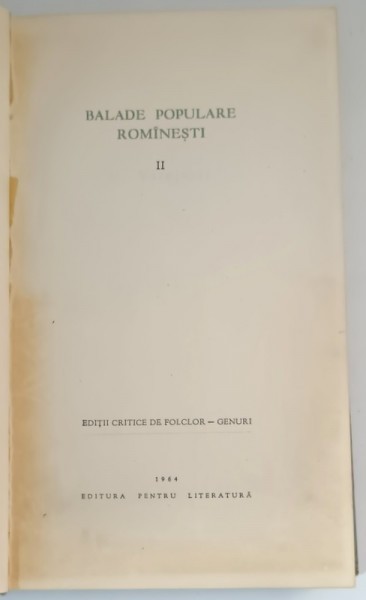 BALADE POPULARE
ROMÎNEȘTI
II
EDIȚII CRITICE DE FOLCLOR — GENURI
1964
EDITURA PENTRU LITERATURĂ